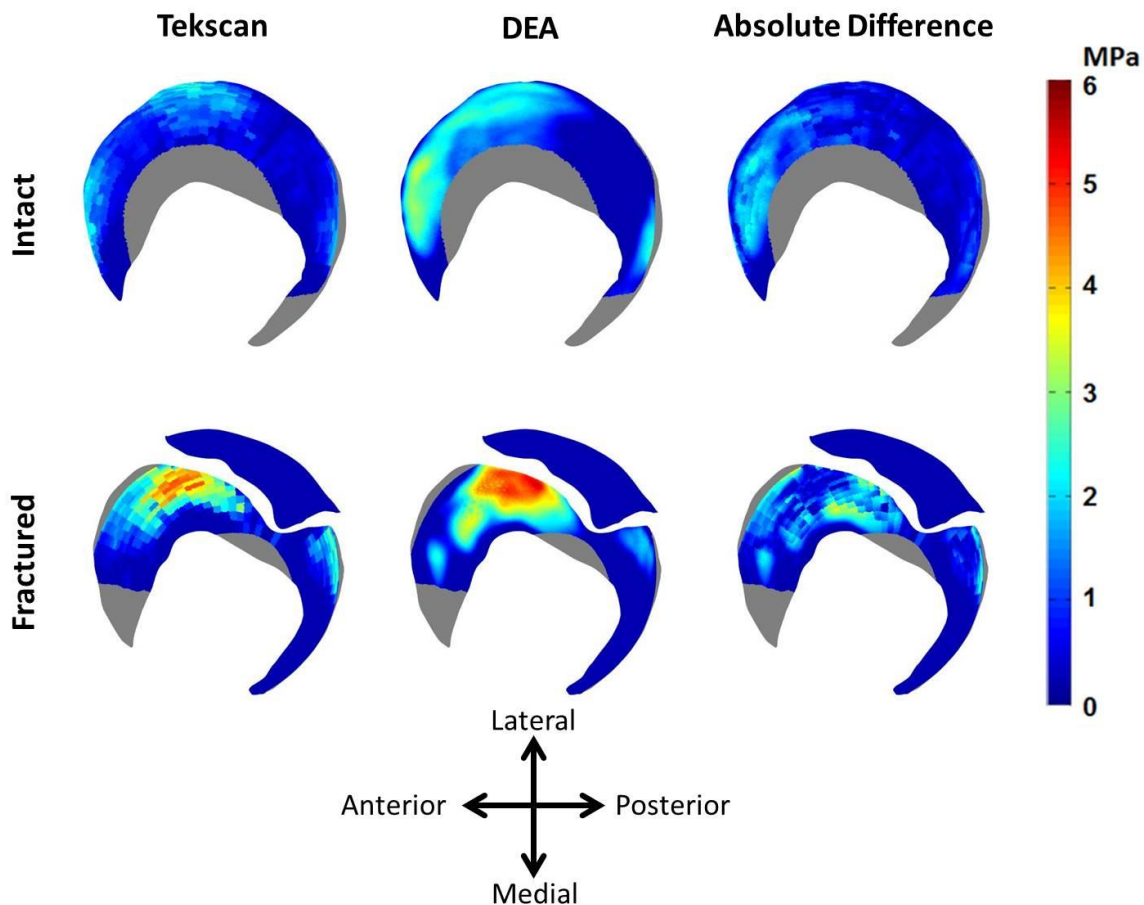 Tekscan
DEA
Absolute Difference
MPa
6
5
4
3
2
1
0
Intact
Fractured
Lateral
Anterior
Posterior
Medial